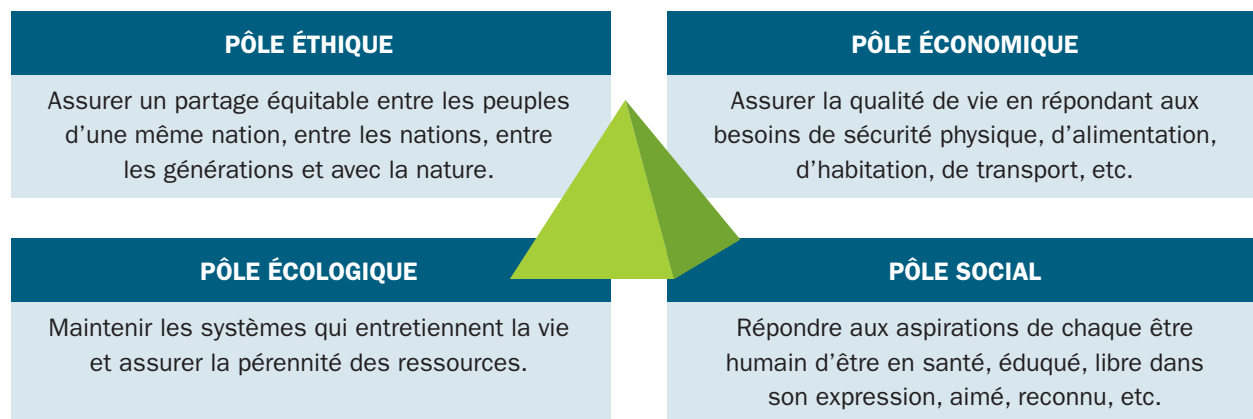 PÔLE ÉTHIQUE
Assurer un partage équitable entre les peuples
d'une même nation, entre les nations, entre
les générations et avec la nature.
PÔLE ÉCONOMIQUE
Assurer la qualité de vie en répondant aux
besoins de sécurité physique, d'alimentation,
d'habitation, de transport, etc.
PÔLE ÉCOLOGIQUE
Maintenir les systèmes qui entretiennent la vie
et assurer la pérennité des ressources.
PÔLE SOCIAL
Répondre aux aspirations de chaque être
humain d'être en santé, éduqué, libre dans
son expression, aimé, reconnu, etc.